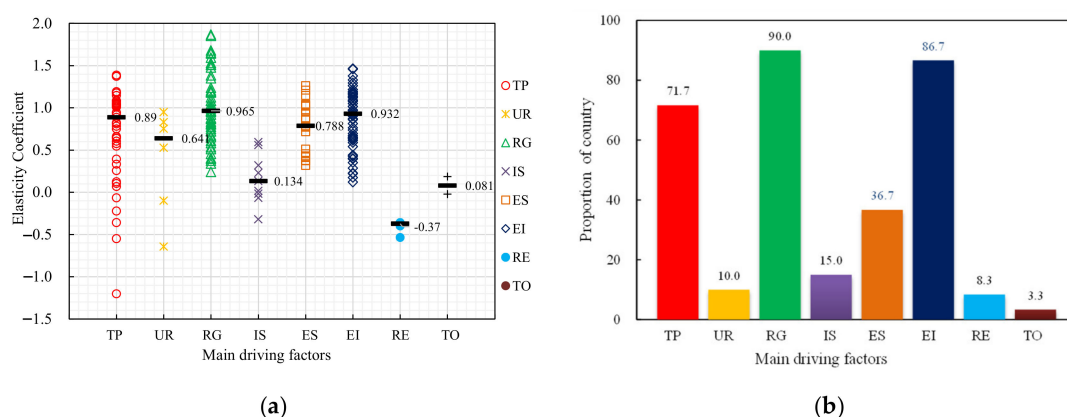 2.0
1.5
1.0
0.5
0.0
−0.5
−1.0
−1.5
Elasticity Coefficient
0.89
0.641
0.965
0.134
0.788
0.932
-0.37
0.081
TP
UR
RG
IS
ES
EI
RE
TO
TP UR RG IS ES EI RE TO
Main driving factors
(a)
100
80
60
40
20
0
Proportion of country
71.7
10.0
90.0
15.0
36.7
86.7
8.3
3.3
TP UR RG IS ES EI RE TO
Main driving factors
(b)